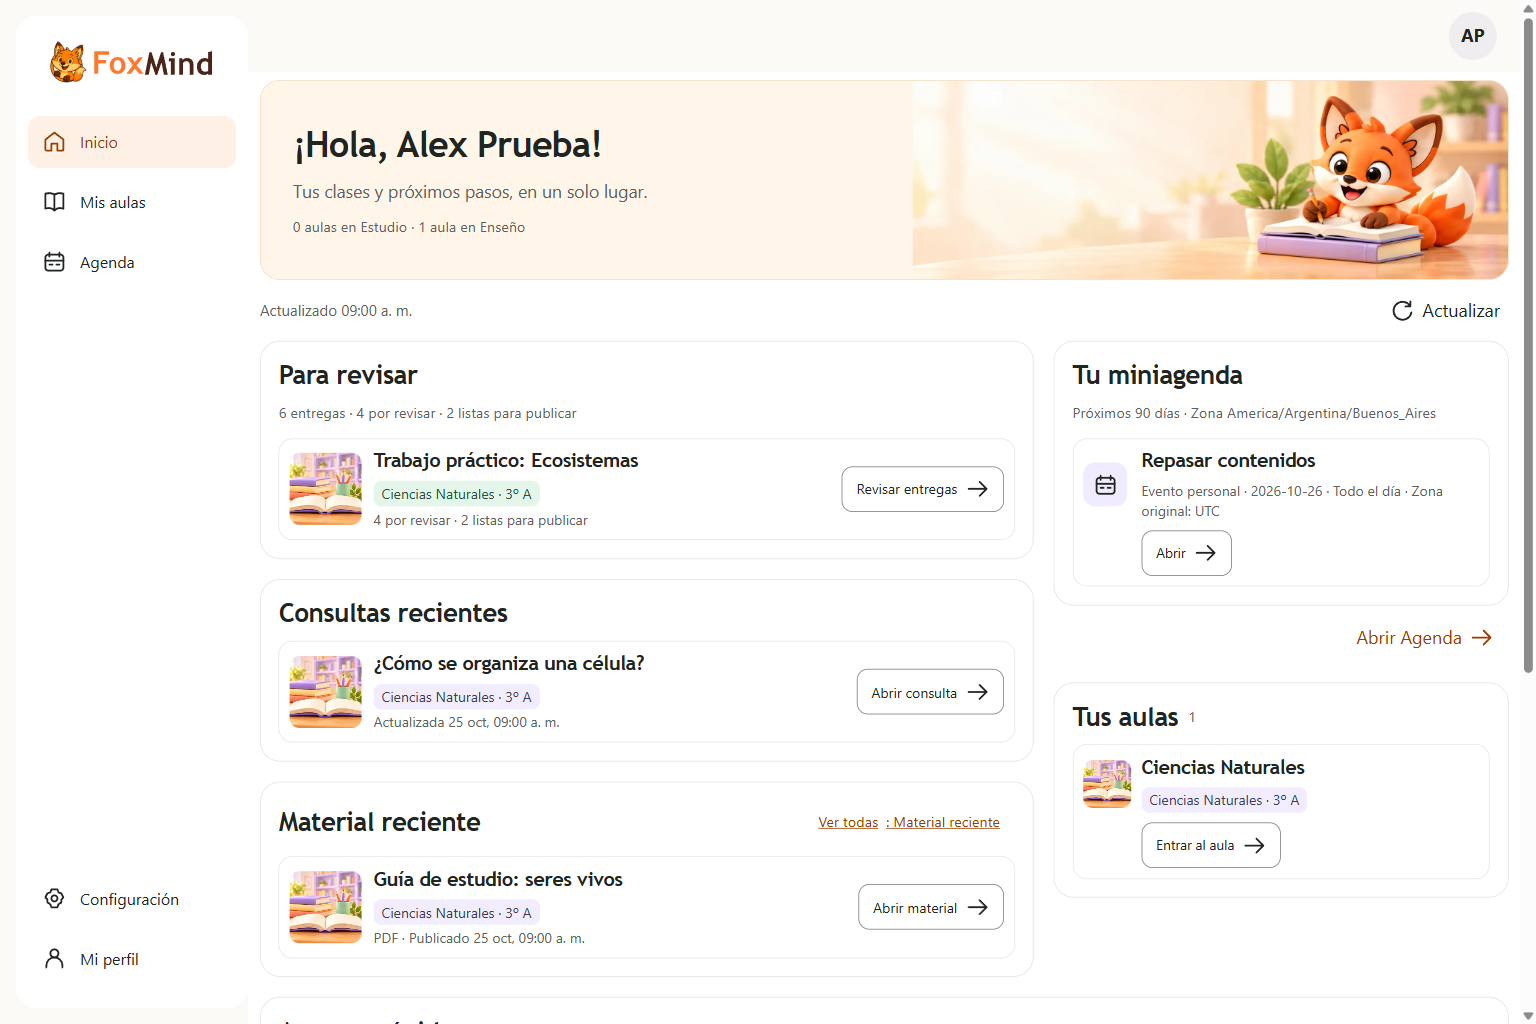 FoxMind
AP
Inicio
Mis aulas
Agenda
Configuración
Mi perfil
¡Hola, Alex Prueba!
Tus clases y próximos pasos, en un solo lugar.
0 aulas en Estudio · 1 aula en Enseño
Actualizado 09:00 a. m.
Actualizar
Para revisar
6 entregas · 4 por revisar · 2 listas para publicar
Trabajo práctico: Ecosistemas
Ciencias Naturales · 3º A
4 por revisar · 2 listas para publicar
Revisar entregas
Consultas recientes
¿Cómo se organiza una célula?
Ciencias Naturales · 3º A
Actualizada 25 oct, 09:00 a. m.
Abrir consulta
Material reciente
Ver todas : Material reciente
Guía de estudio: seres vivos
Ciencias Naturales · 3º A
PDF · Publicado 25 oct, 09:00 a. m.
Abrir material
Tu miniagenda
Próximos 90 días · Zona America/Argentina/Buenos_Aires
Repasar contenidos
Evento personal · 2026-10-26 · Todo el día · Zona
original: UTC
Abrir
Abrir Agenda
Tus aulas 1
Ciencias Naturales
Ciencias Naturales · 3º A
Entrar al aula